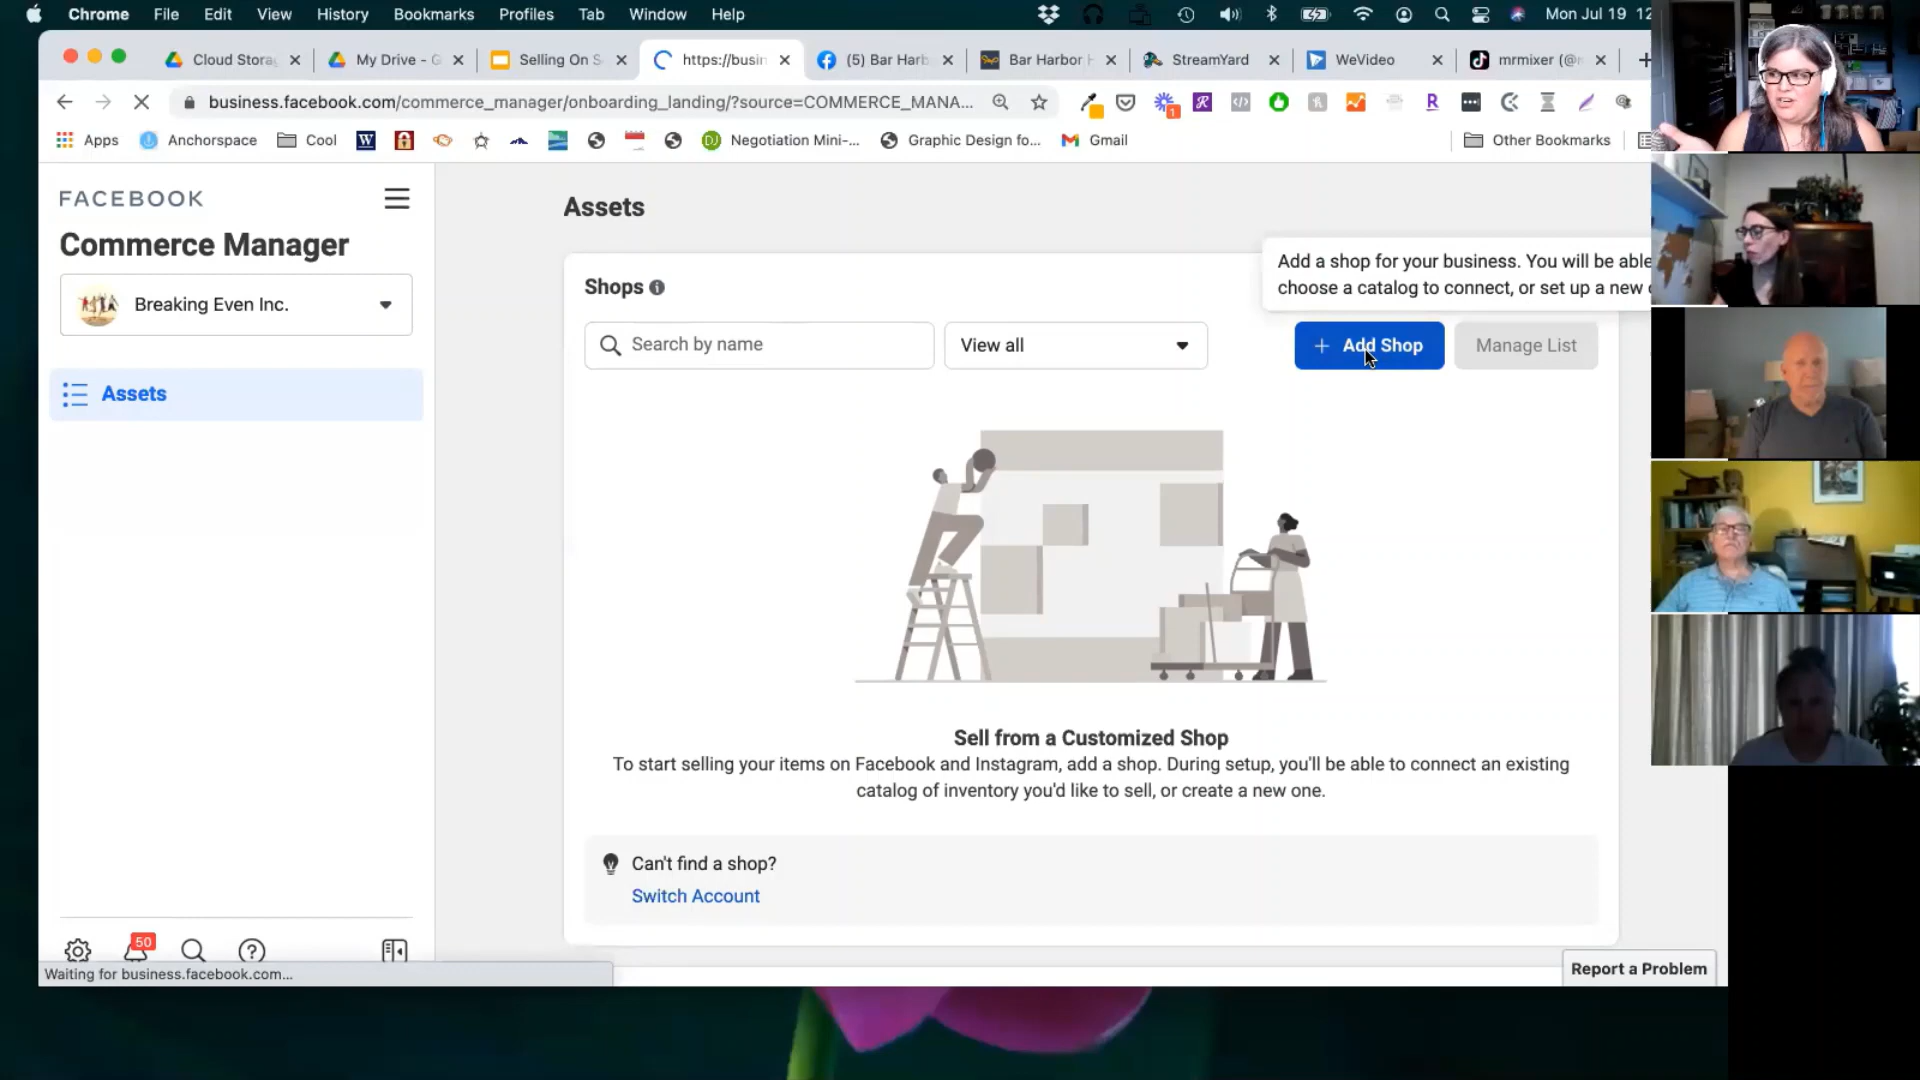 Chrome File Edit View History Bookmarks Profiles Tab Window Help Mon Jul 19 12
Cloud Stora My Drive - G Selling On S https://busin (5) Bar Harb Bar Harbor H StreamYard WeVideo mrmixer (@
business.facebook.com/commerce_manager/onboarding_landing/?source=COMMERCE_MANA...
Apps Anchorspace Cool Negotiation Mini-... Graphic Design fo... Gmail Other Bookmarks
FACEBOOK
Commerce Manager
Breaking Even Inc.
Assets
Assets
Add a shop for your business. You will be able
choose a catalog to connect, or set up a new
Shops
Search by name View all + Add Shop Manage List
Sell from a Customized Shop
To start selling your items on Facebook and Instagram, add a shop. During setup, you'll be able to connect an existing
catalog of inventory you'd like to sell, or create a new one.
Can't find a shop?
Switch Account
50
Waiting for business.facebook.com...
Report a Problem